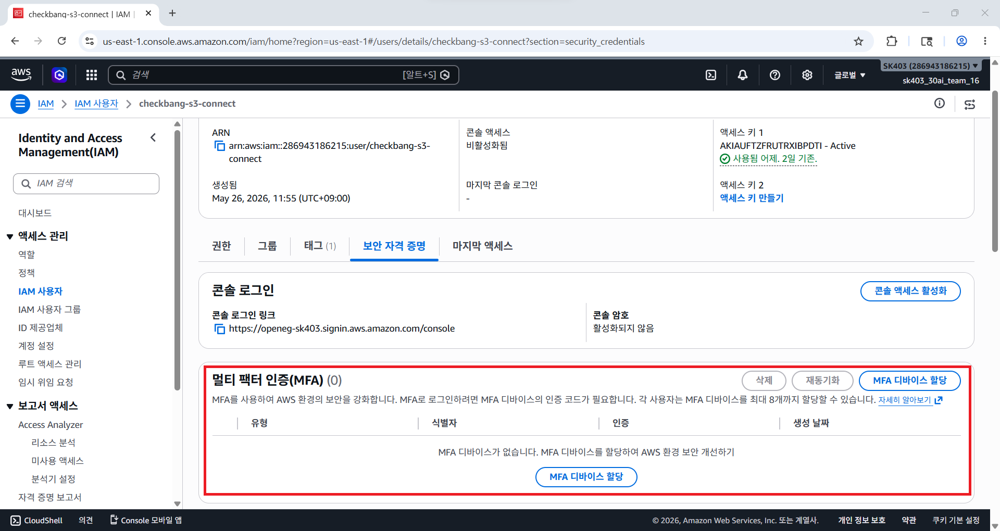 checkbang-s3-connect | IAM |
us-east-1.console.aws.amazon.com/iam/home?region=us-east-1#/users/details/checkbang-s3-connect?section=security_credentials
aws
검색
[알트+S]
글로벌 ▼
SK403 (286943186215) ▼
sk403_30ai_team_16
IAM > IAM 사용자 > checkbang-s3-connect
Identity and Access Management(IAM)
IAM 검색
대시보드
액세스 관리
역할
정책
IAM 사용자
IAM 사용자 그룹
ID 제공업체
계정 설정
루트 액세스 관리
임시 위임 요청
보고서 액세스
Access Analyzer
리소스 분석
미사용 액세스
분석기 설정
자격 증명 보고서
ARN
arn:aws:iam::286943186215:user/checkbang-s3-
connect
생성됨
May 26, 2026, 11:55 (UTC+09:00)
콘솔 액세스
비활성화됨
마지막 콘솔 로그인
-
액세스 키 1
AKIAUFTZFRUTRXIBPDTI - Active
사용됨 어제. 2일 기존.
액세스 키 2
액세스 키 만들기
권한
그룹
태그 (1)
보안 자격 증명
마지막 액세스
콘솔 로그인
콘솔 액세스 활성화
콘솔 로그인 링크
https://openeg-sk403.signin.aws.amazon.com/console
콘솔 암호
활성화되지 않음
멀티 팩터 인증(MFA) (0)
삭제
재동기화
MFA 디바이스 할당
MFA를 사용하여 AWS 환경의 보안을 강화합니다. MFA로 로그인하려면 MFA 디바이스의 인증 코드가 필요합니다. 각 사용자는 MFA 디바이스를 최대 8개까지 할당할 수 있습니다. 자세히 알아보기
유형
식별자
인증
생성 날짜
MFA 디바이스가 없습니다. MFA 디바이스를 할당하여 AWS 환경 보안 개선하기
MFA 디바이스 할당
CloudShell
의견
Console 모바일 앱
© 2026, Amazon Web Services, Inc. 또는 계열사.
개인 정보 보호
약관
쿠키 기본 설정